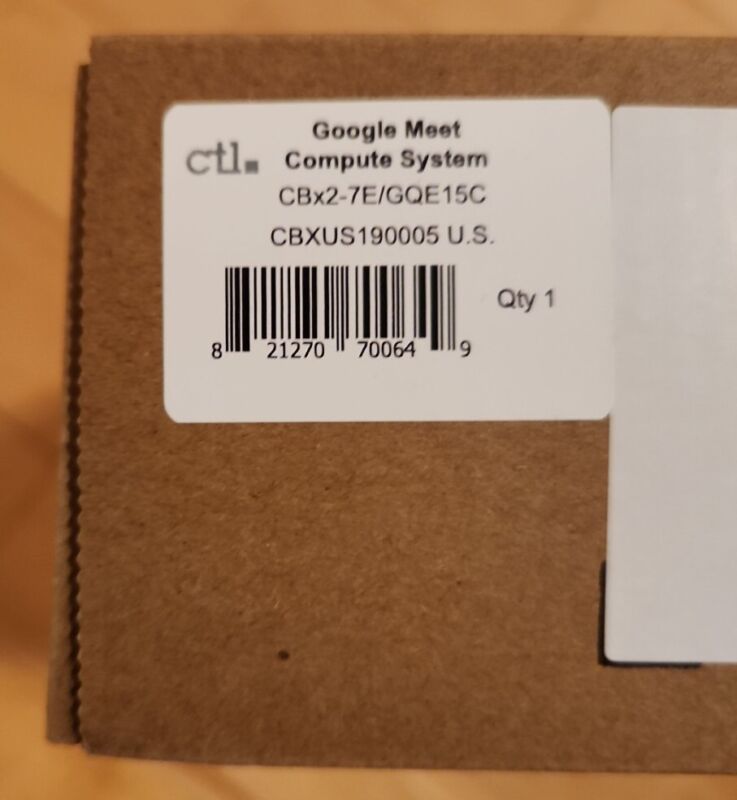 ctl.
Google Meet
Compute System
CBx2-7E/GQE15C
CBXUS190005 U.S.
Qty 1
8 21270 70064 9